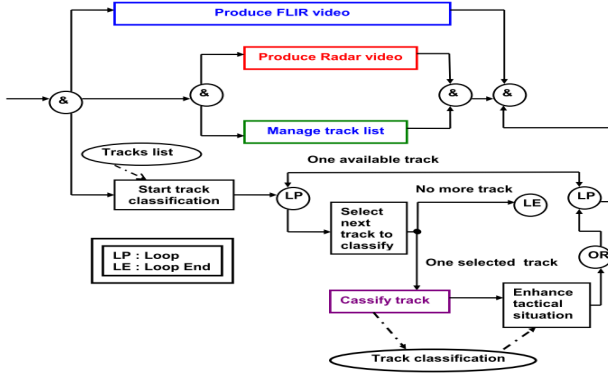 Produce FLIR video
Produce Radar video
&
&
&
&
Manage track list
Tracks list
One available track
Start track
classification
LP
No more track
LE
LP
Select
next
track to
classify
LP : Loop
LE : Loop End
One selected track
OR
Cassify track
Enhance
tactical
situation
Track classification